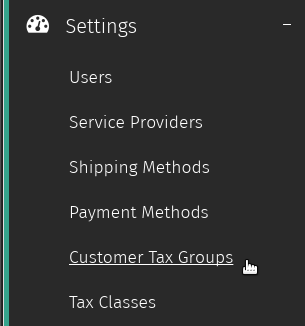 Settings
Users
Service Providers
Shipping Methods
Payment Methods
Customer Tax Groups
Tax Classes